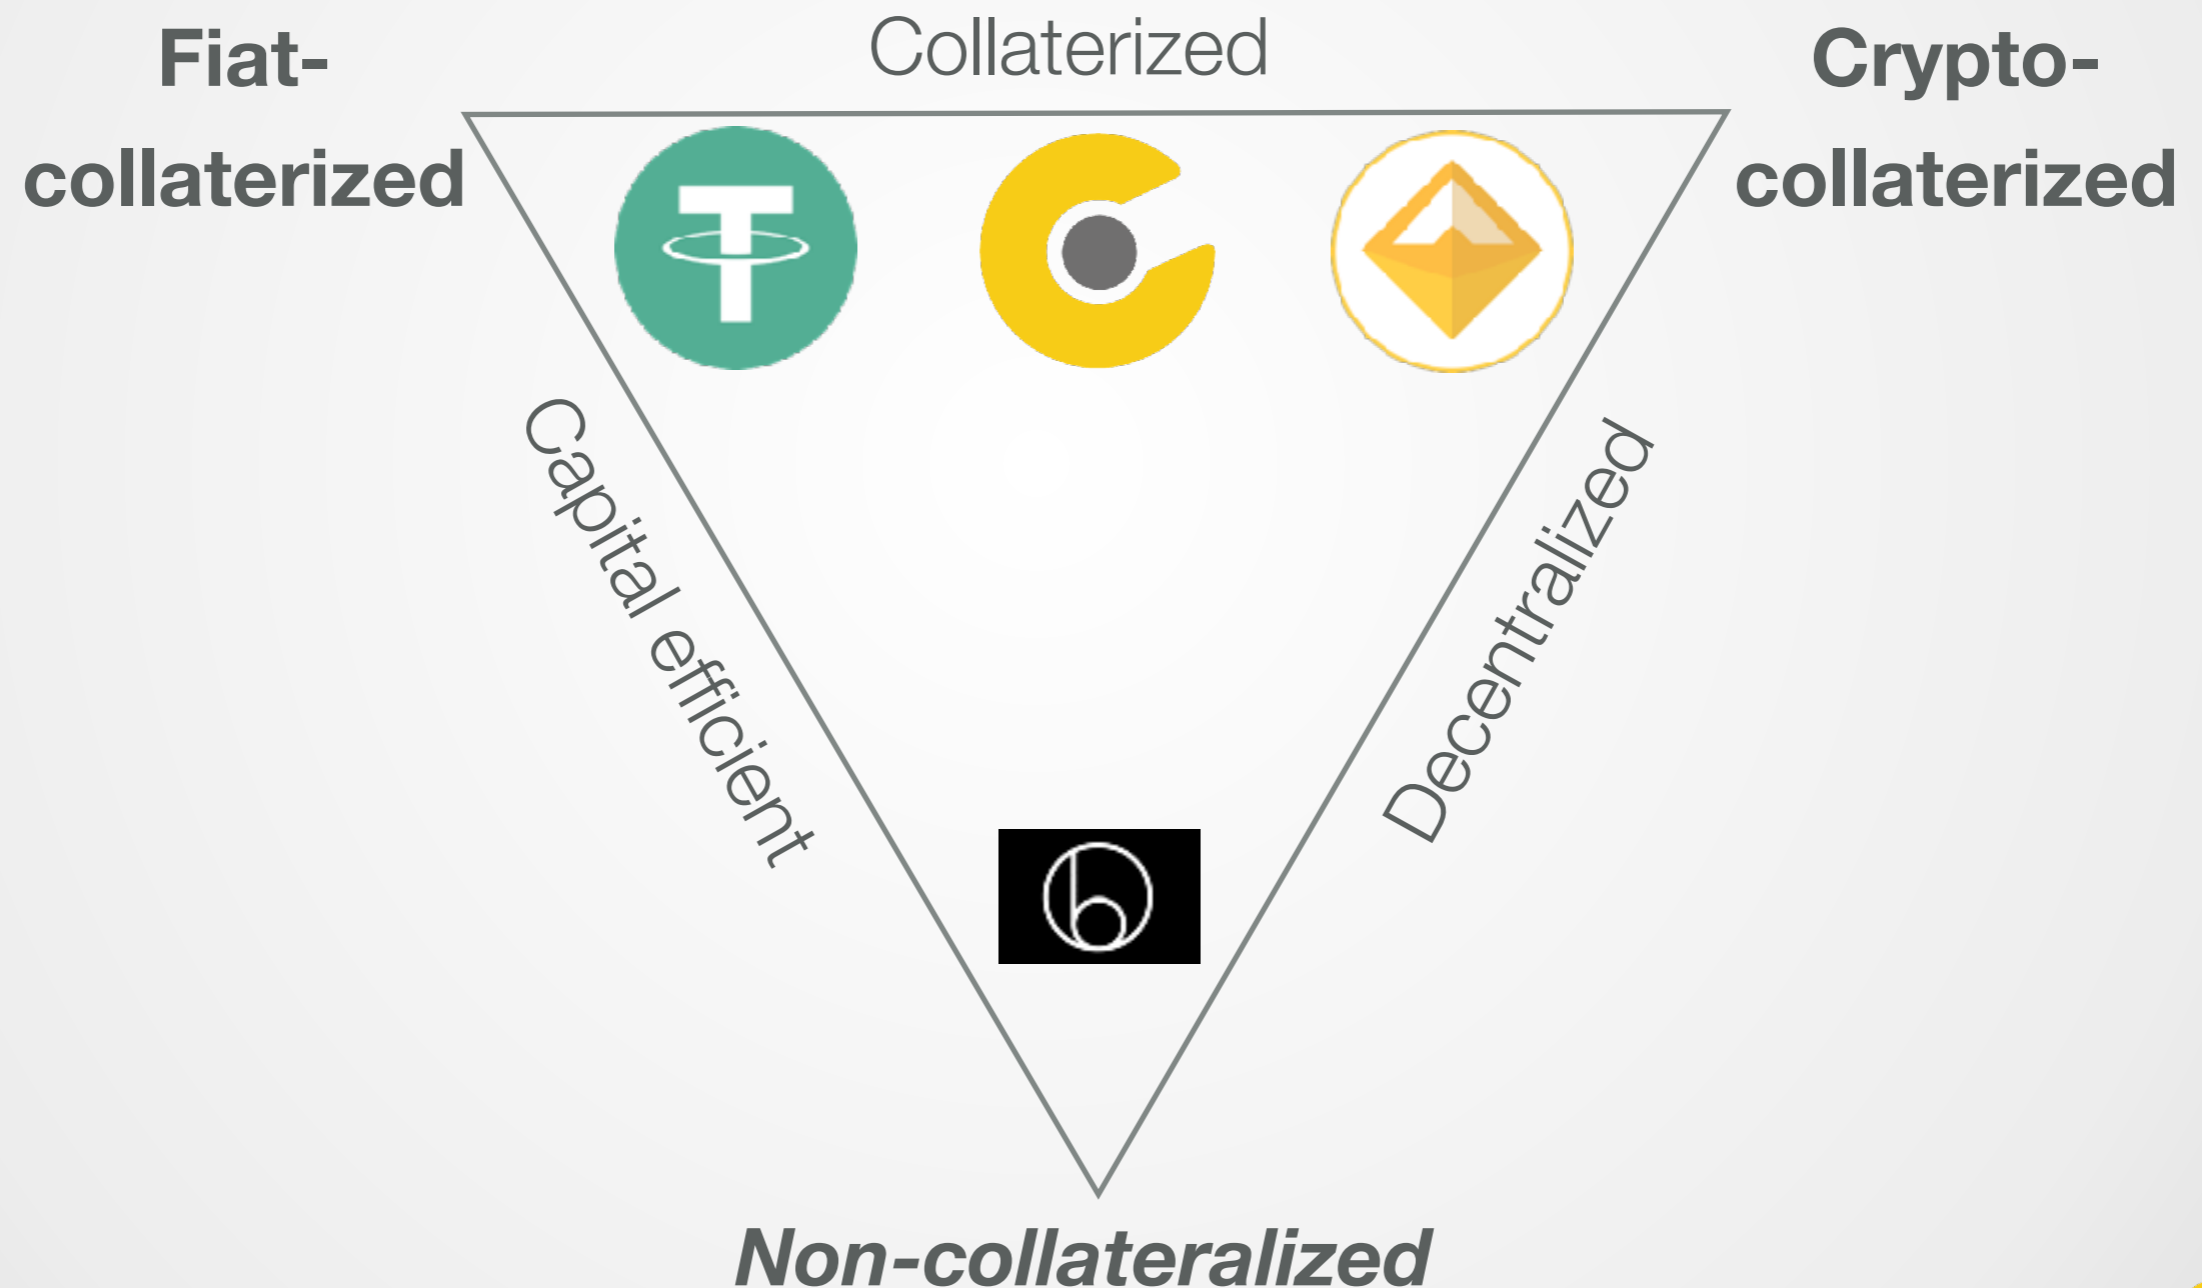 Fiat-
collaterized
Collaterized
Crypto-
collaterized
Capital efficient
Decentralized
Non-collateralized